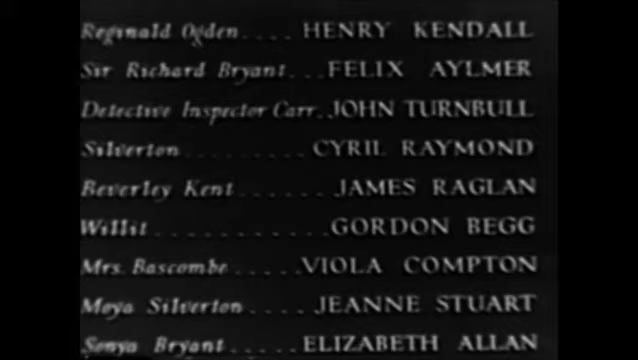 Reginald Ogden.... HENRY KENDALL
Sir Richard Bryant...FELIX AYLMER
Detective Inspector Carr..JOHN TURNBULL
Silverton..........CYRIL RAYMOND
Beverley Kent.......JAMES RAGLAN
Willit............GORDON BEGG
Mrs. Bascombe.....VIOLA COMPTON
Moya Silverton.....JEANNE STUART
Sonya Bryant.....ELIZABETH ALLAN